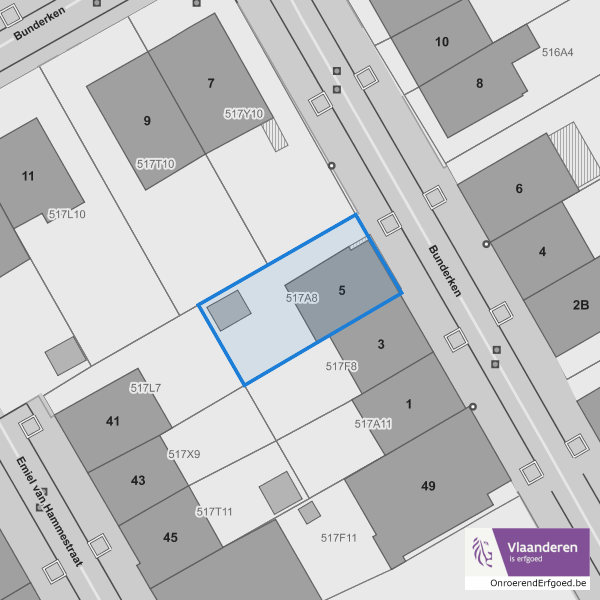 Bunderken
10
516A4
7
8
517Y10
9
517T10
11
6
517L10
4
Bunderken
5
517A8
2B
3
517F8
517L7
1
41
517A11
517X9
43
49
517T11
Emiel van Hammestraat
45
517F11
Vlaanderen
is erfgoed
OnroerendErfgoed.be